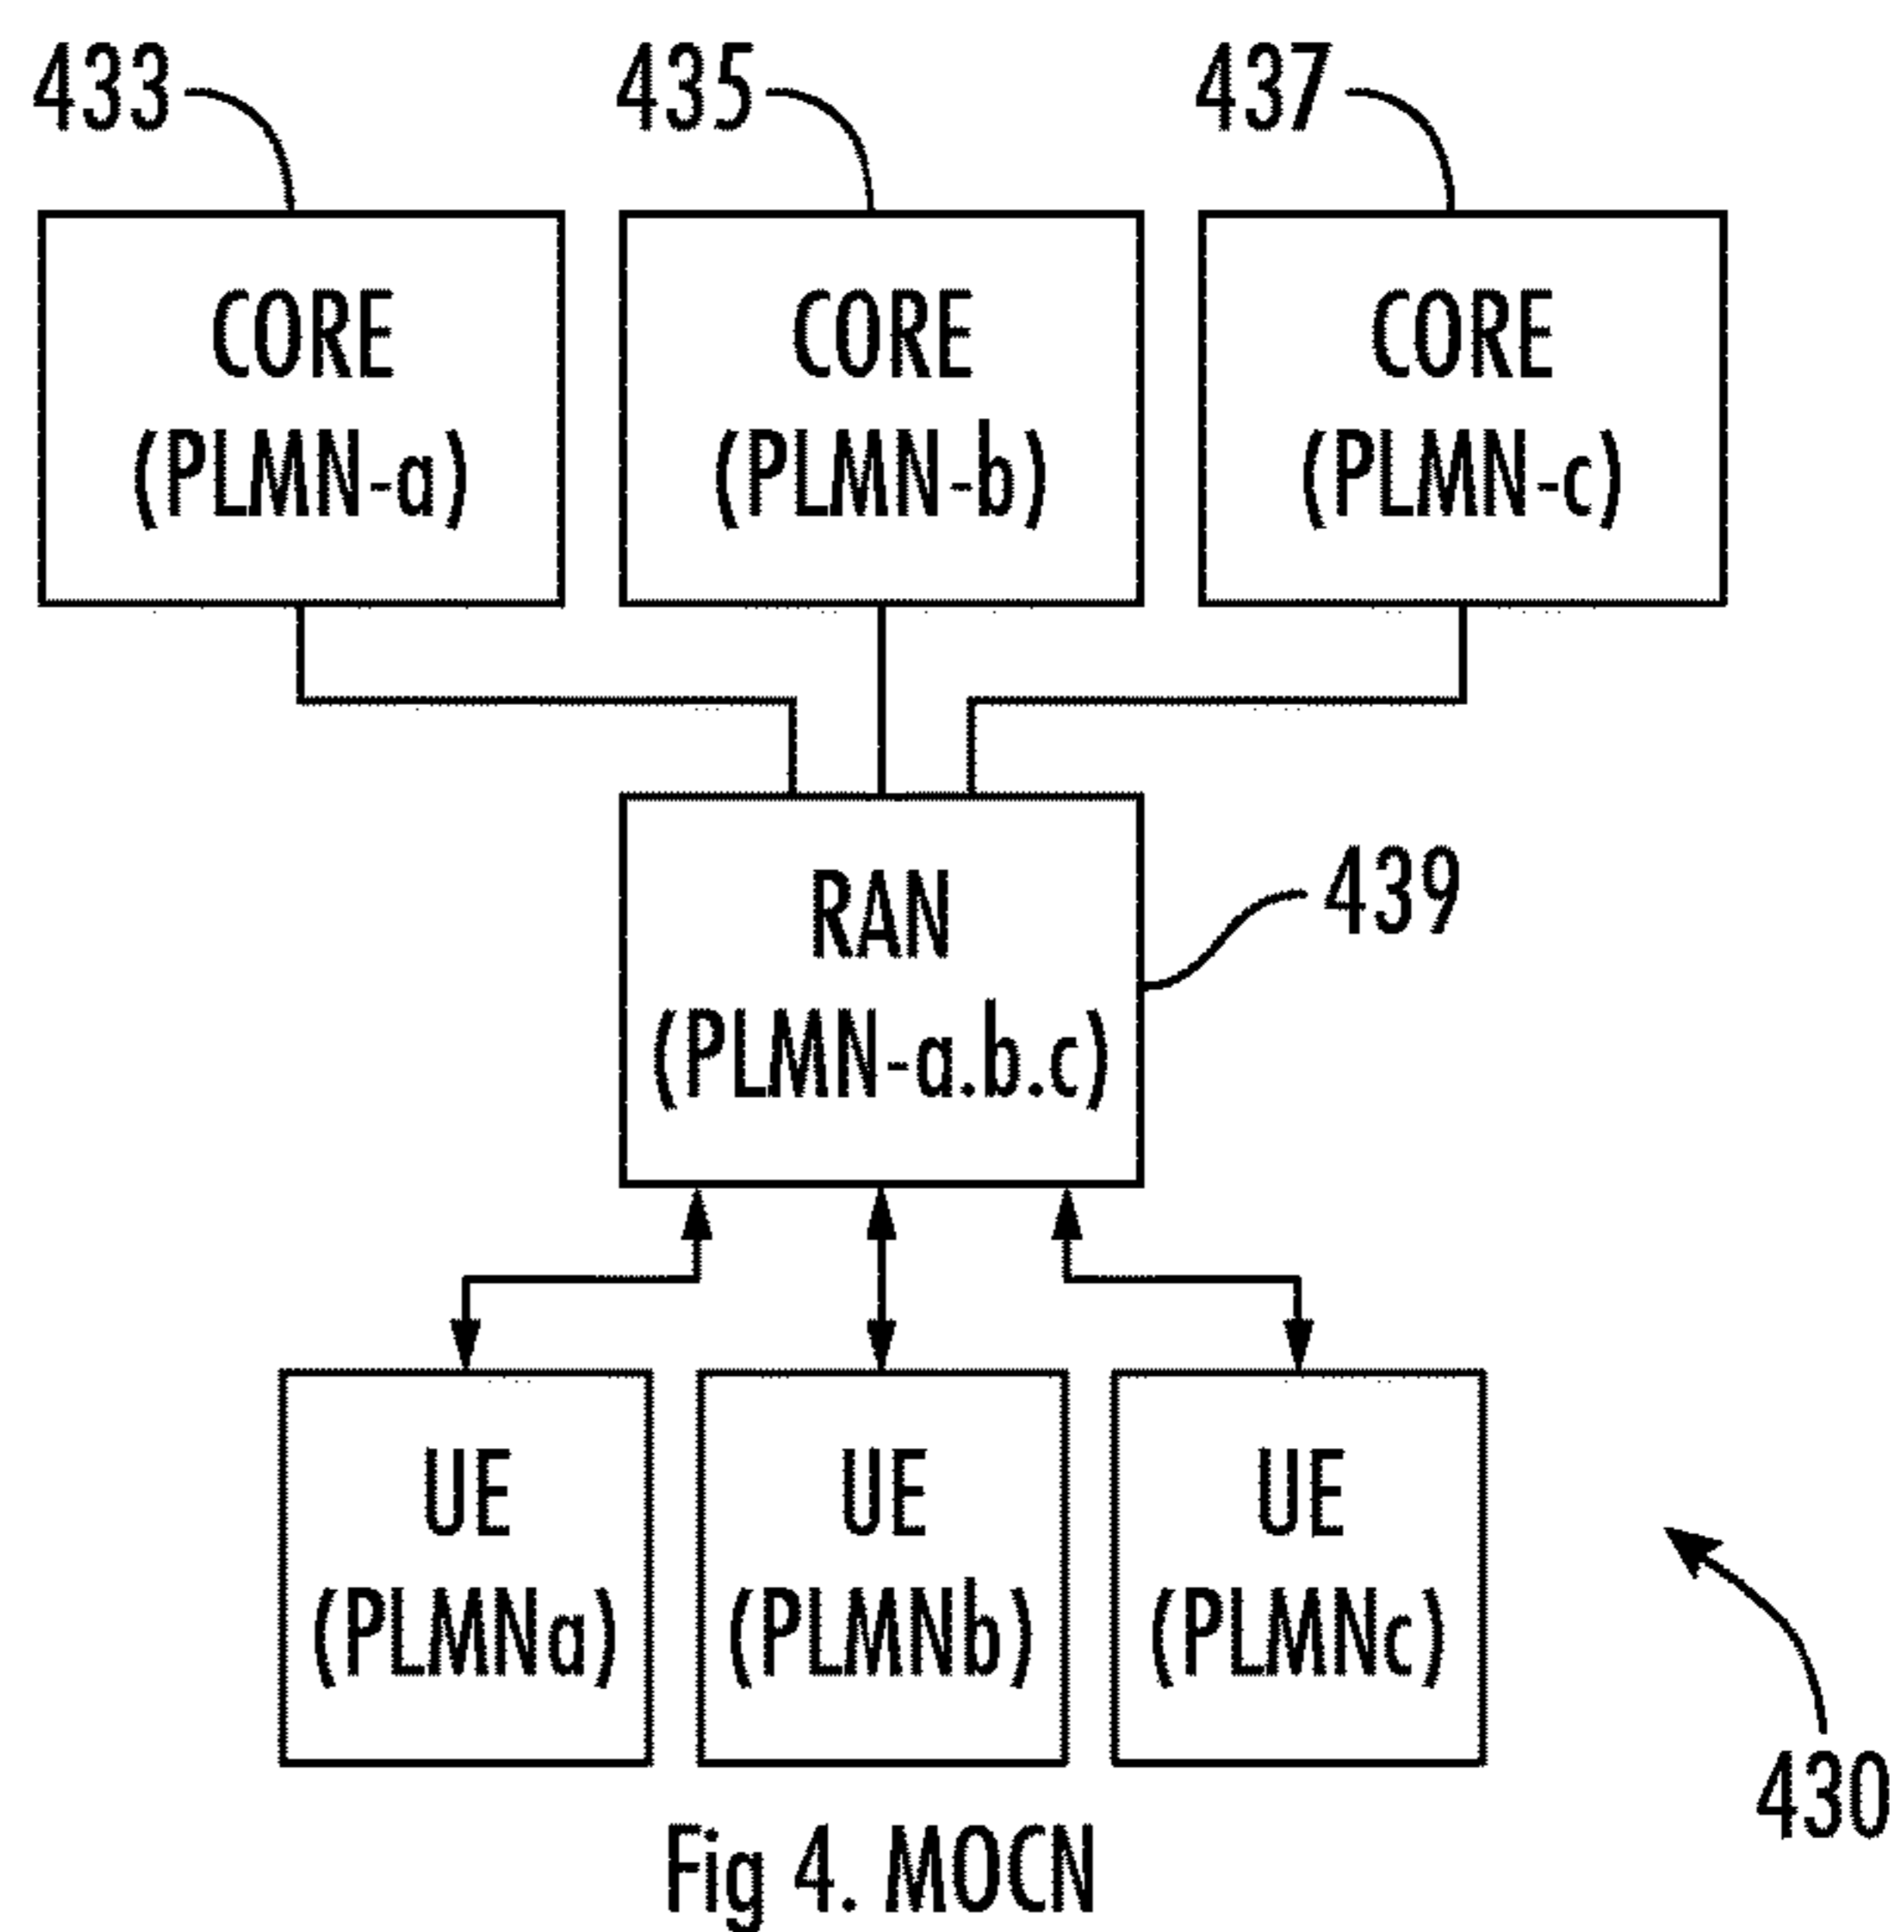 433
435
437
CORE
(PLMN-a)
CORE
(PLMN-b)
CORE
(PLMN-c)
RAN
(PLMN-a.b.c)
439
UE
(PLMNa)
UE
(PLMNb)
UE
(PLMNc)
430
Fig 4. MOCN